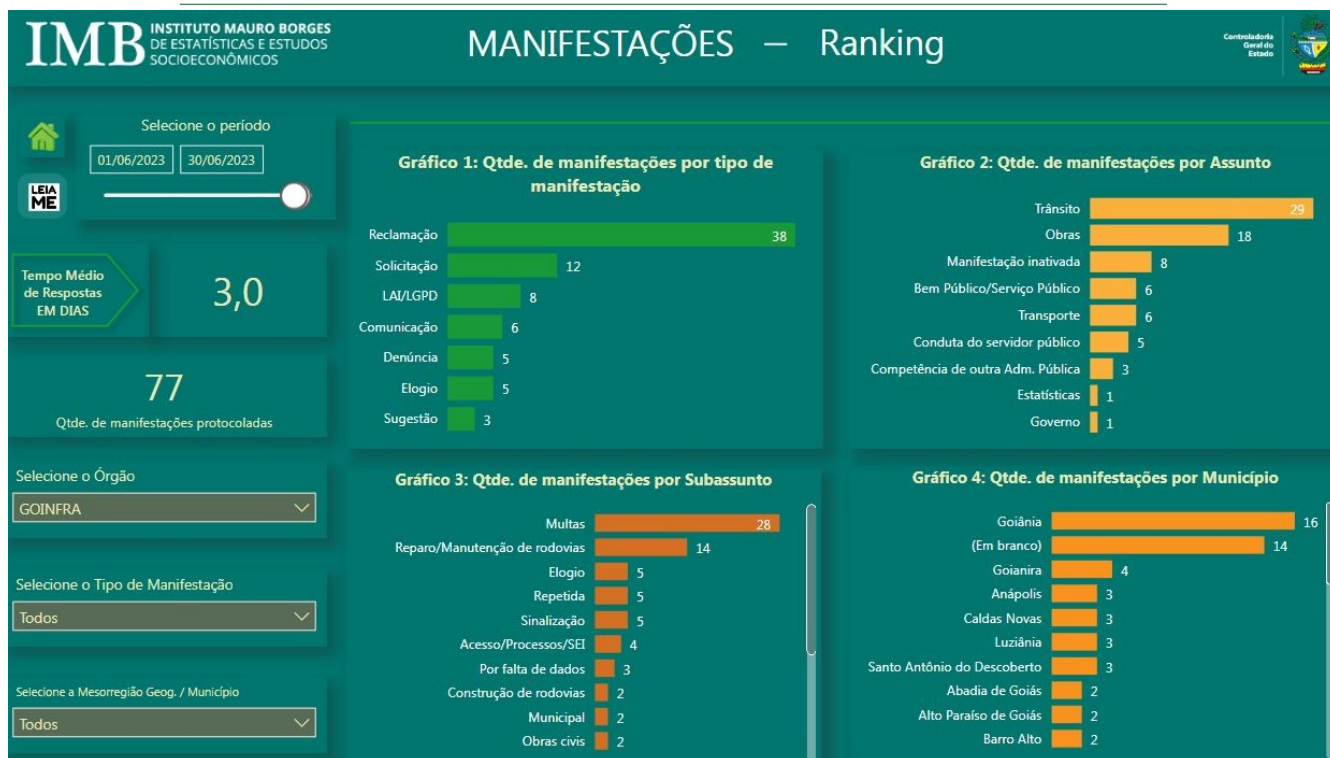 IMB
INSTITUTO MAURO BORGES
DE ESTATÍSTICAS E ESTUDOS
SOCIOECONÔMICOS
MANIFESTAÇÕES – Ranking
Controladoria
Geral do
Estado
Selecione o período
01/06/2023 30/06/2023
LEIA
ME
Tempo Médio
de Respostas
EM DIAS
3,0
77
Qtde. de manifestações protocoladas
Selecione o Órgão
GOINFRA
Selecione o Tipo de Manifestação
Todos
Selecione a Mesorregião Geog. / Município
Todos
Gráfico 1: Qtde. de manifestações por tipo de
manifestação
Reclamação 38
Solicitação 12
LAI/LGPD 8
Comunicação 6
Denúncia 5
Elogio 5
Sugestão 3
Gráfico 2: Qtde. de manifestações por Assunto
Trânsito 29
Obras 18
Manifestação inativada 8
Bem Público/Serviço Público 6
Transporte 6
Conduta do servidor público 5
Competência de outra Adm. Pública 3
Estatísticas 1
Governo 1
Gráfico 3: Qtde. de manifestações por Subassunto
Multas 28
Reparo/Manutenção de rodovias 14
Elogio 5
Repetida 5
Sinalização 5
Acesso/Processos/SEI 4
Por falta de dados 3
Construção de rodovias 2
Municipal 2
Obras civis 2
Gráfico 4: Qtde. de manifestações por Município
Goiânia 16
(Em branco) 14
Goianira 4
Anápolis 3
Caldas Novas 3
Luziânia 3
Santo Antônio do Descoberto 3
Abadia de Goiás 2
Alto Paraíso de Goiás 2
Barro Alto 2